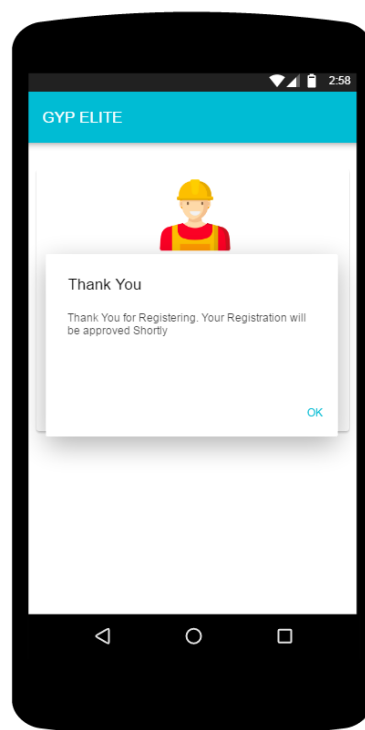 2:58
GYP ELITE
Thank You
Thank You for Registering. Your Registration will
be approved Shortly
OK